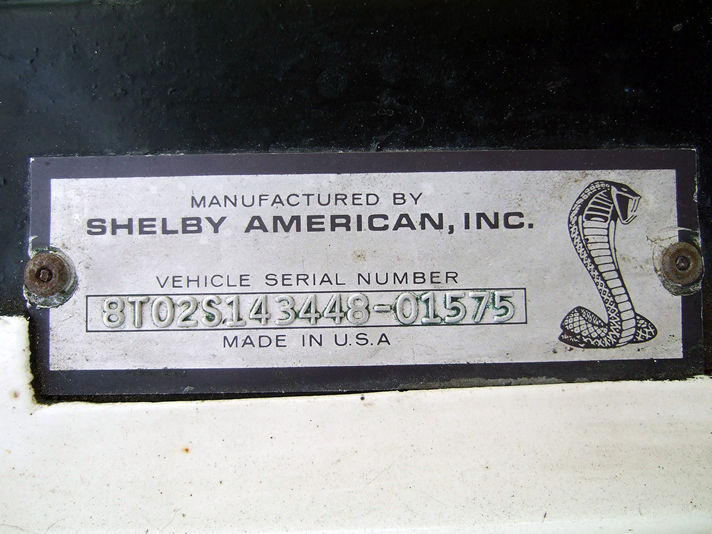 MANUFACTURED BY
SHELBY AMERICAN, INC.
VEHICLE SERIAL NUMBER
8T02S143448-01575
MADE IN U.S.A